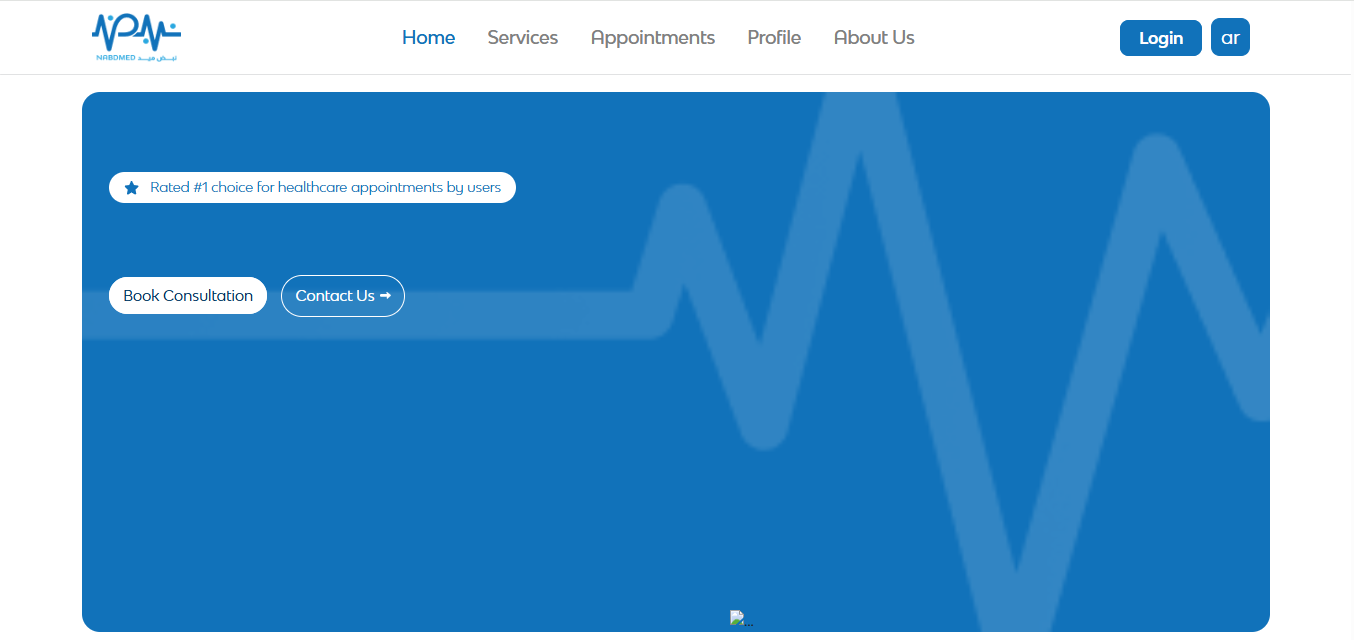 Home Services Appointments Profile About Us Login ar
NABDMED نبض ميد
Rated #1 choice for healthcare appointments by users
Book Consultation Contact Us ➞
...